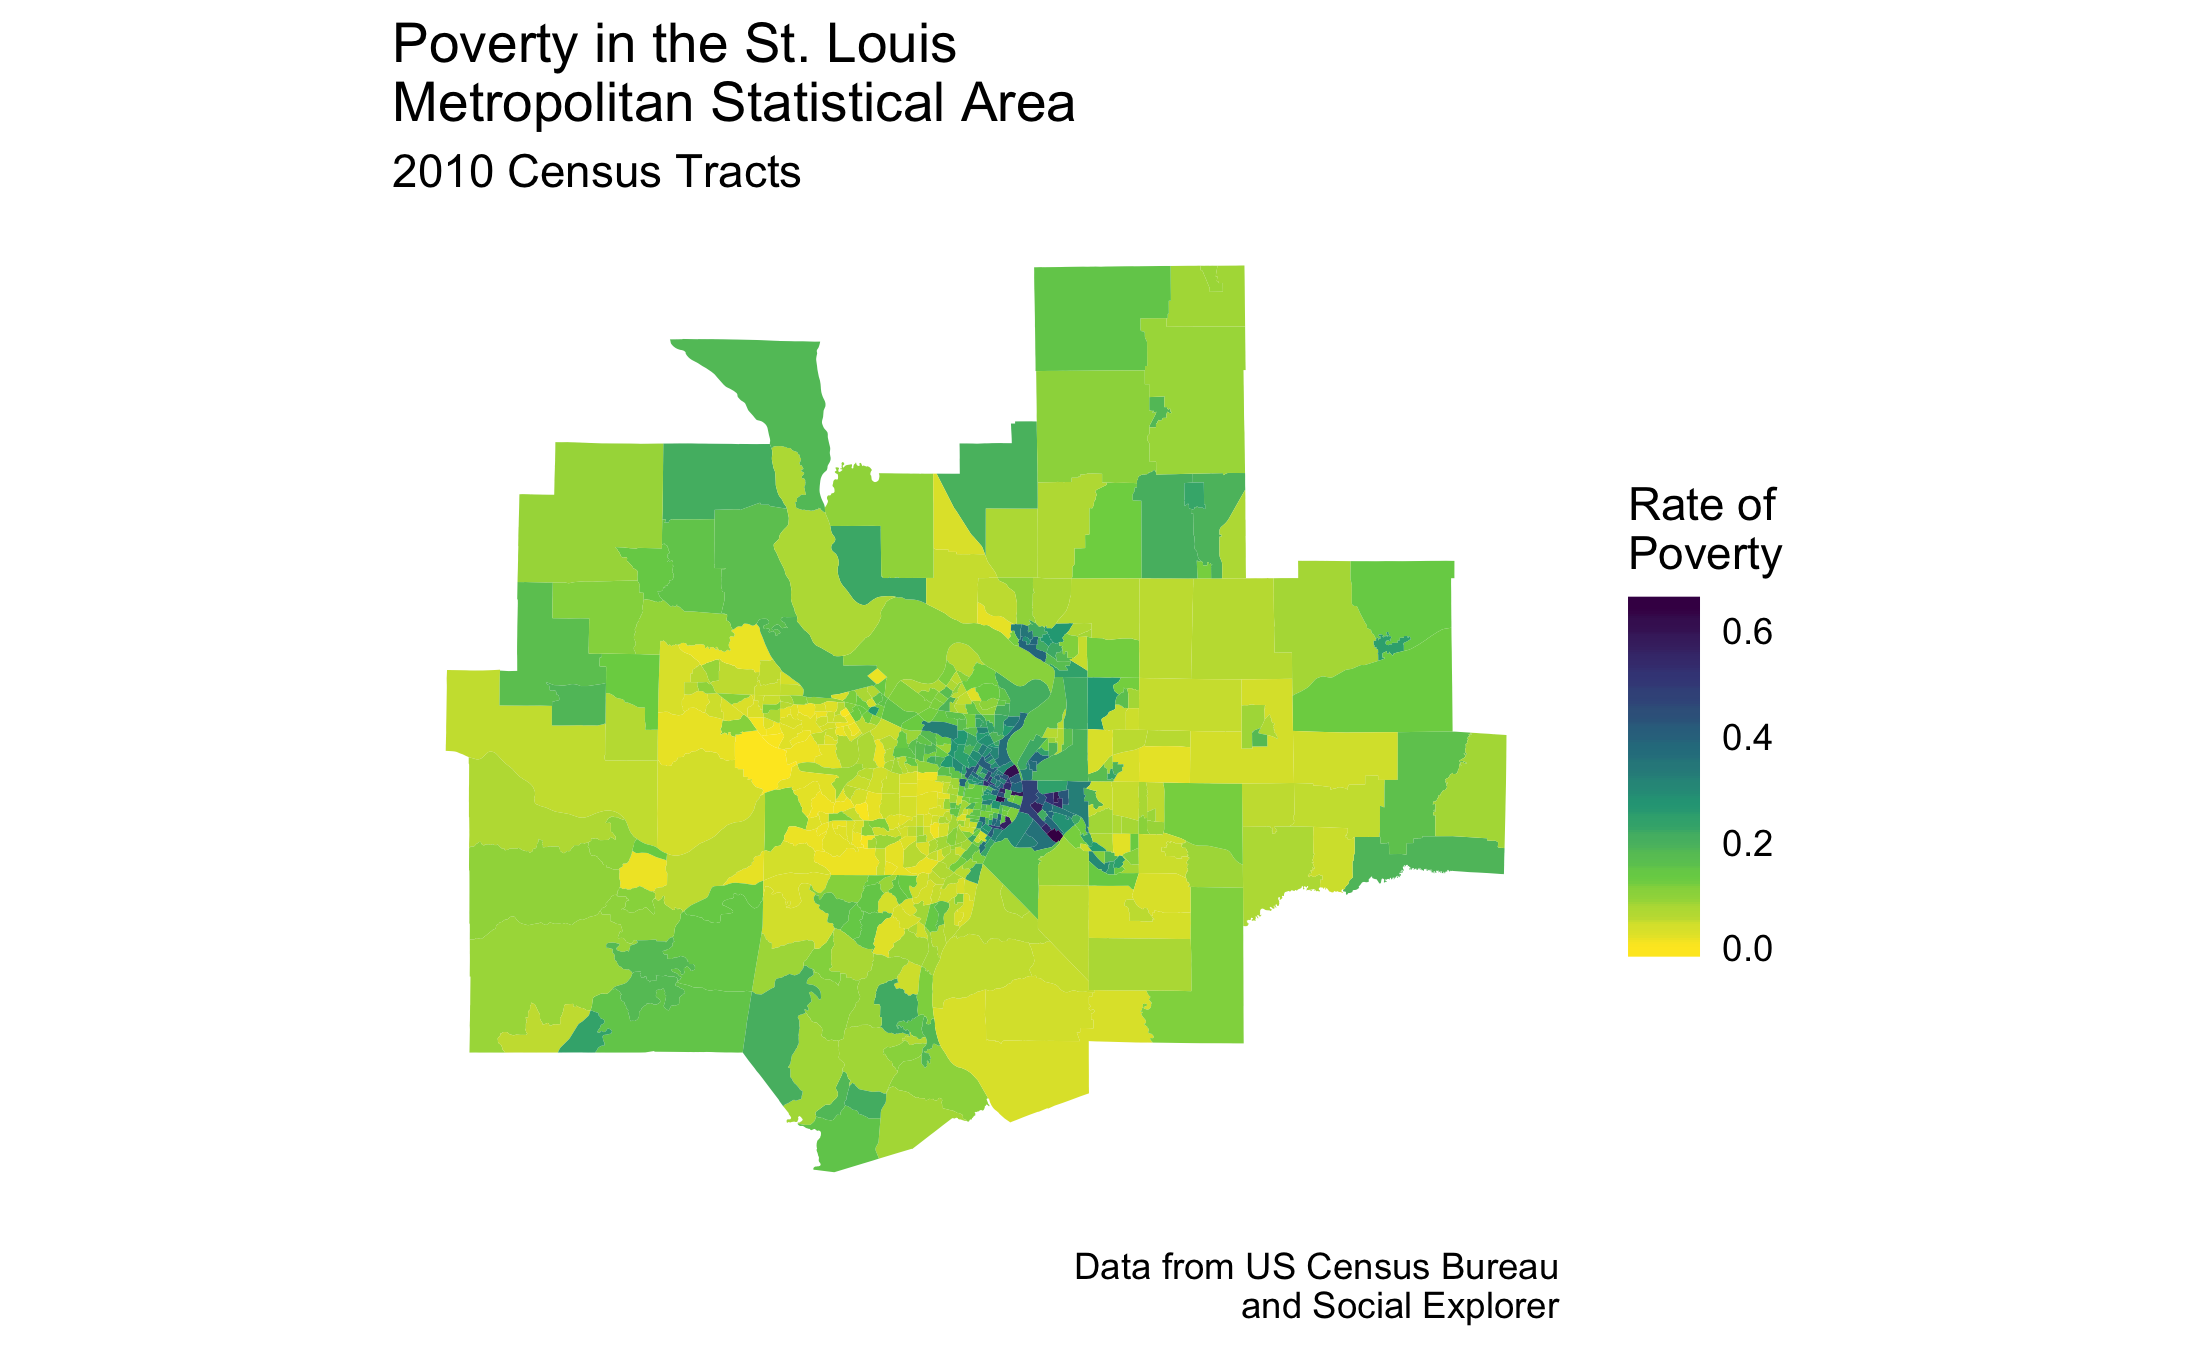 Poverty in the St. Louis
Metropolitan Statistical Area
2010 Census Tracts
Rate of
Poverty
0.6
0.4
0.2
0.0
Data from US Census Bureau
and Social Explorer